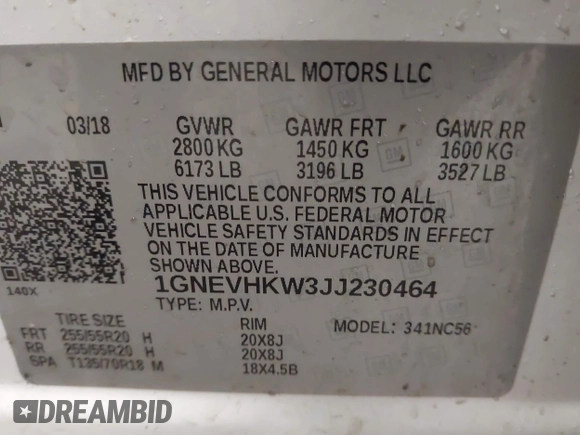 MFD BY GENERAL MOTORS LLC
03/18 GVWR GAWR FRT GAWR RR
2800 KG 1450 KG 1600 KG
6173 LB 3196 LB 3527 LB
THIS VEHICLE CONFORMS TO ALL
APPLICABLE U.S. FEDERAL MOTOR
VEHICLE SAFETY STANDARDS IN EFFECT
ON THE DATE OF MANUFACTURE
SHOWN ABOVE.
1GNEVHKW3JJ230464
140X
TYPE: M.P.V.
TIRE SIZE RIM MODEL: 341NC56
FRT 255/55R20 H 20X8J
RR 255/55R20 H 20X8J
SPA T135/70R18 M 18X4.5B
DREAMBID